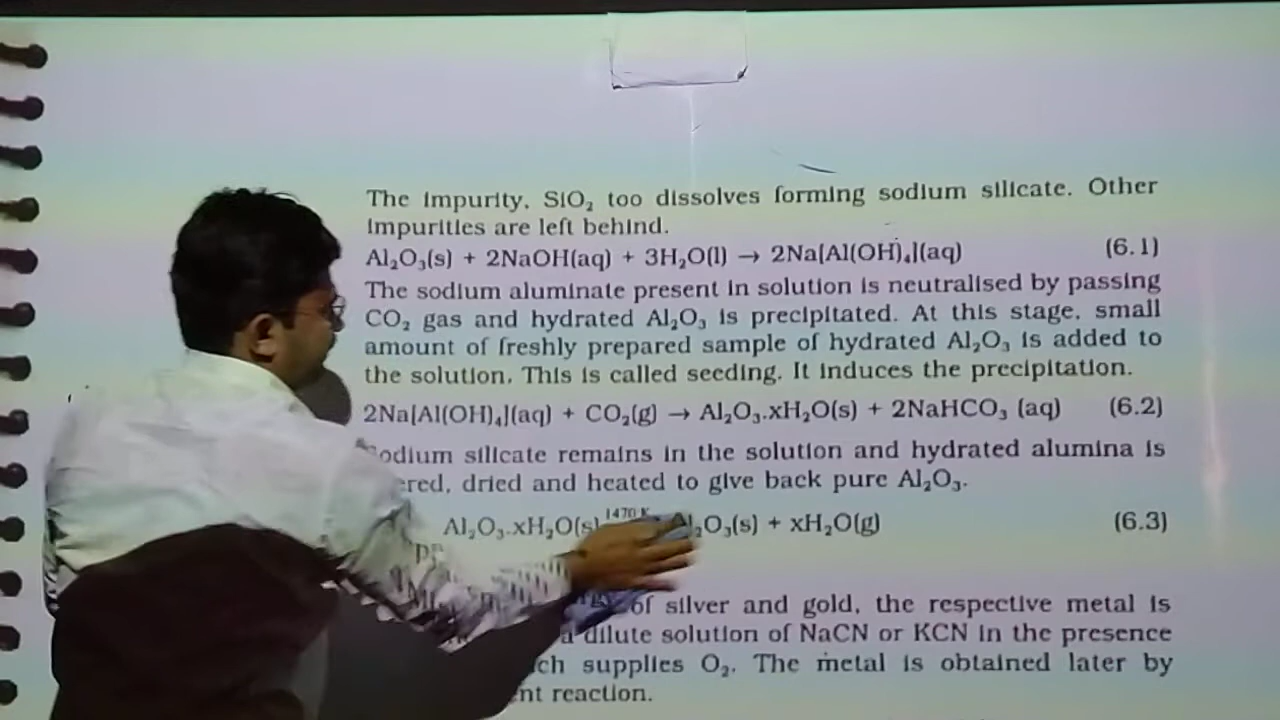 The impurity, SiO₂ too dissolves forming sodium silicate. Other
impurities are left behind.
Al₂O₃(s) + 2NaOH(aq) + 3H₂O(l) → 2Na[Al(OH)₄](aq) (6.1)
The sodium aluminate present in solution is neutralised by passing
CO₂ gas and hydrated Al₂O₃ is precipitated. At this stage, small
amount of freshly prepared sample of hydrated Al₂O₃ is added to
the solution. This is called seeding. It induces the precipitation.
2Na[Al(OH)₄](aq) + CO₂(g) → Al₂O₃.xH₂O(s) + 2NaHCO₃ (aq) (6.2)
odium silicate remains in the solution and hydrated alumina is
ered, dried and heated to give back pure Al₂O₃.
Al₂O₃.xH₂O(s) 1470 K Al₂O₃(s) + xH₂O(g) (6.3)
of silver and gold, the respective metal is
a dilute solution of NaCN or KCN in the presence
ch supplies O₂. The metal is obtained later by
nt reaction.